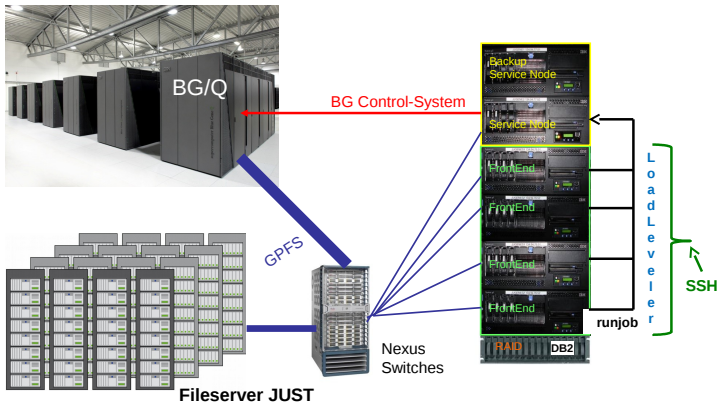 BG/Q
BG Control-System
Backup
Service Node
Service Node
FrontEnd
FrontEnd
FrontEnd
FrontEnd
LoadLeveler
SSH
GPFS
runjob
RAID
DB2
Nexus
Switches
Fileserver JUST